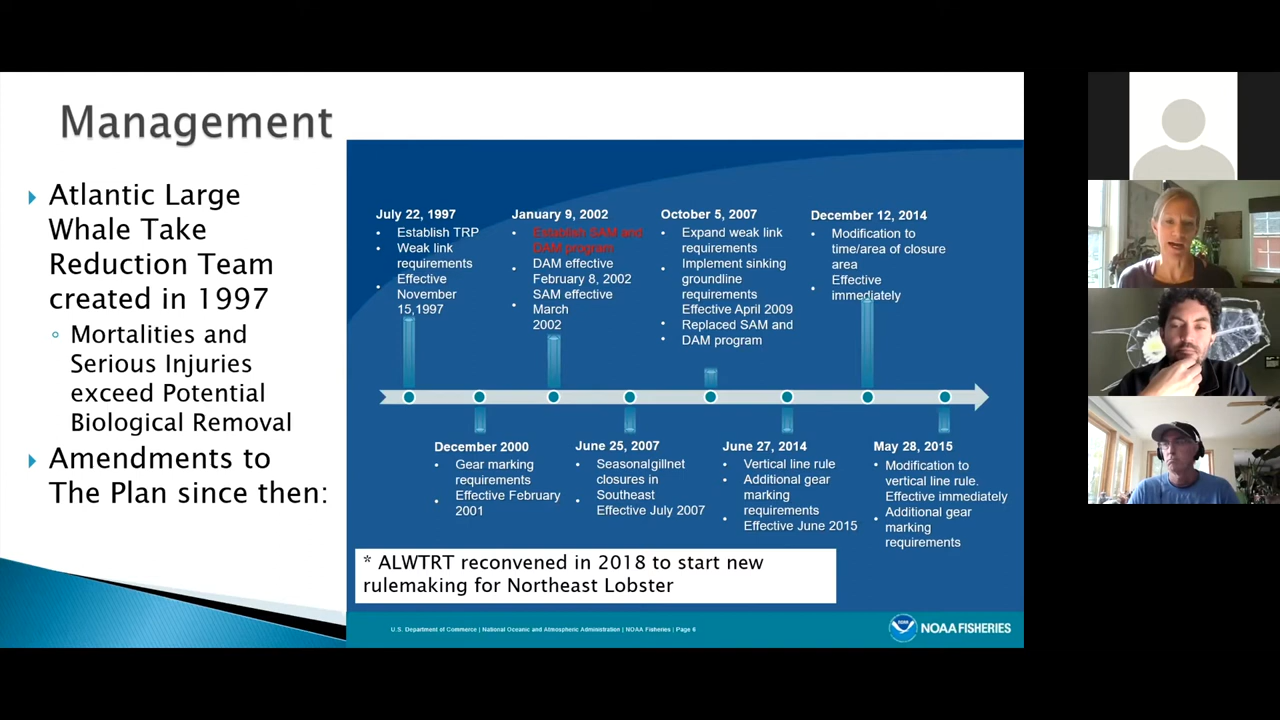 Management
Atlantic Large
Whale Take
Reduction Team
created in 1997
Mortalities and
Serious Injuries
exceed Potential
Biological Removal
Amendments to
The Plan since then:
July 22, 1997
Establish TRP
Weak link
requirements
Effective
November
15,1997
January 9, 2002
Establish SAM and
DAM program
DAM effective
February 8, 2002
SAM effective
March
2002
October 5, 2007
Expand weak link
requirements
Implement sinking
groundline
requirements
Effective April 2009
Replaced SAM and
DAM program
December 12, 2014
Modification to
time/area of closure
area
Effective
immediately
December 2000
Gear marking
requirements
Effective February
2001
June 25, 2007
Seasonalgillnet
closures in
Southeast
Effective July 2007
June 27, 2014
Vertical line rule
Additional gear
marking
requirements
Effective June 2015
May 28, 2015
Modification to
vertical line rule.
Effective immediately
Additional gear
marking
requirements
* ALWTRT reconvened in 2018 to start new
rulemaking for Northeast Lobster
U.S. Department of Commerce | National Oceanic and Atmospheric Administration | NOAA Fisheries | Page 6
NOAA FISHERIES